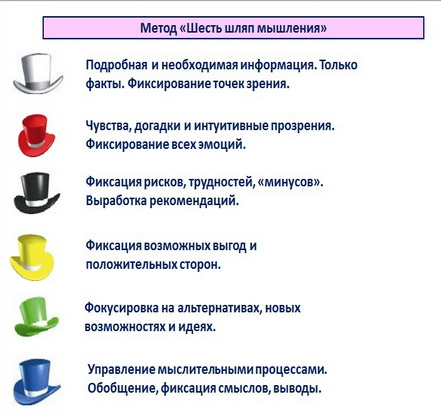 Метод «Шесть шляп мышления»
Подробная и необходимая информация. Только
факты. Фиксирование точек зрения.
Чувства, догадки и интуитивные прозрения.
Фиксирование всех эмоций.
Фиксация рисков, трудностей, «минусов».
Выработка рекомендаций.
Фиксация возможных выгод и
положительных сторон.
Фокусировка на альтернативах, новых
возможностях и идеях.
Управление мыслительными процессами.
Обобщение, фиксация смыслов, выводы.